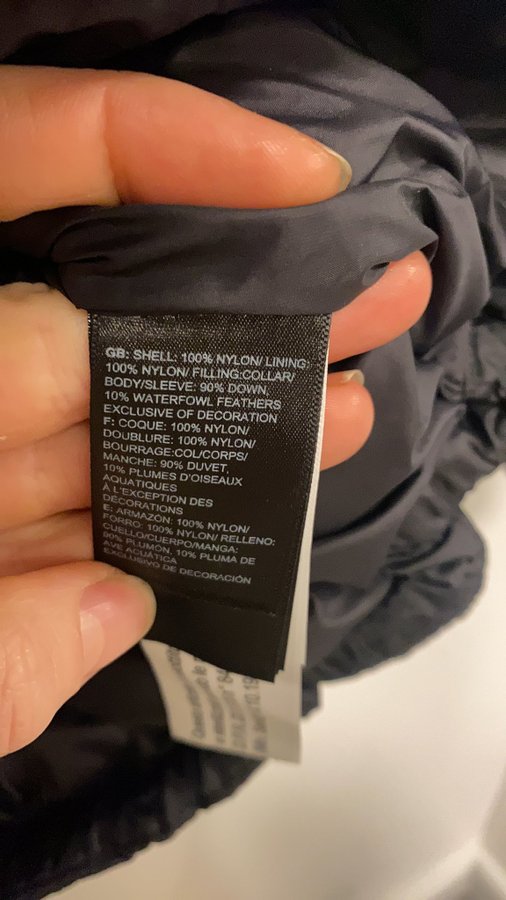 GB: SHELL: 100% NYLON/ LINING:
100% NYLON/ FILLING:COLLAR/
BODY/SLEEVE: 90% DOWN
10% WATERFOWL FEATHERS
EXCLUSIVE OF DECORATION
F: COQUE: 100% NYLON/
DOUBLURE: 100% NYLON/
BOURRAGE:COL/CORPS/
MANCHE: 90% DUVET,
10% PLUMES D'OISEAUX
AQUATIQUES
À L'EXCEPTION DES
DÉCORATIONS
E: ARMAZÓN: 100% NYLON/
FORRO: 100% NYLON/ RELLENO:
CUELLO/CUERPO/MANGA:
90% PLUMÓN, 10% PLUMA DE
AVE ACUÁTICA
EXCLUSIVO DE DECORACIÓN